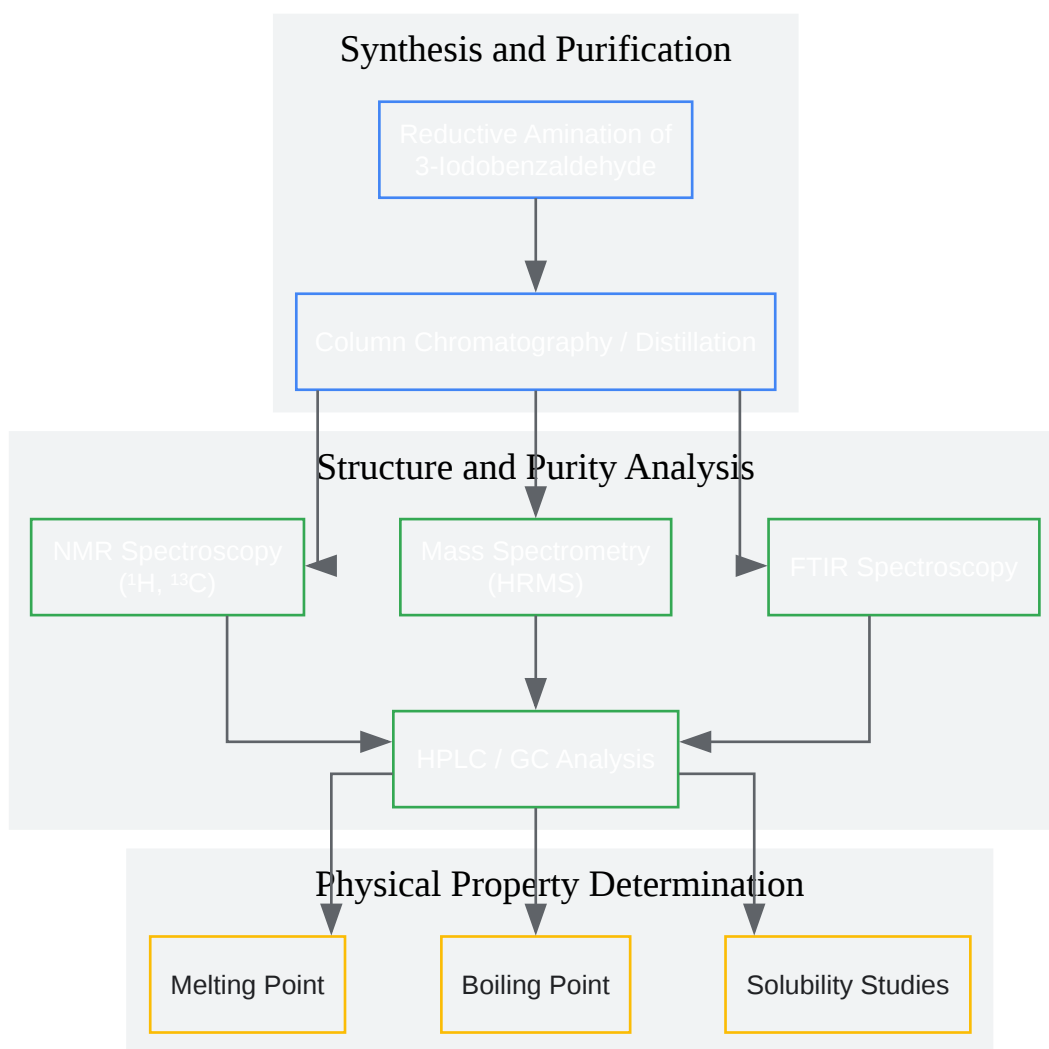 Synthesis and Purification
Reductive Amination of
3-Iodobenzaldehyde
Column Chromatography / Distillation
Structure and Purity Analysis
NMR Spectroscopy
(¹H, ¹³C)
Mass Spectrometry
(HRMS)
FTIR Spectroscopy
HPLC / GC Analysis
Physical Property Determination
Melting Point
Boiling Point
Solubility Studies